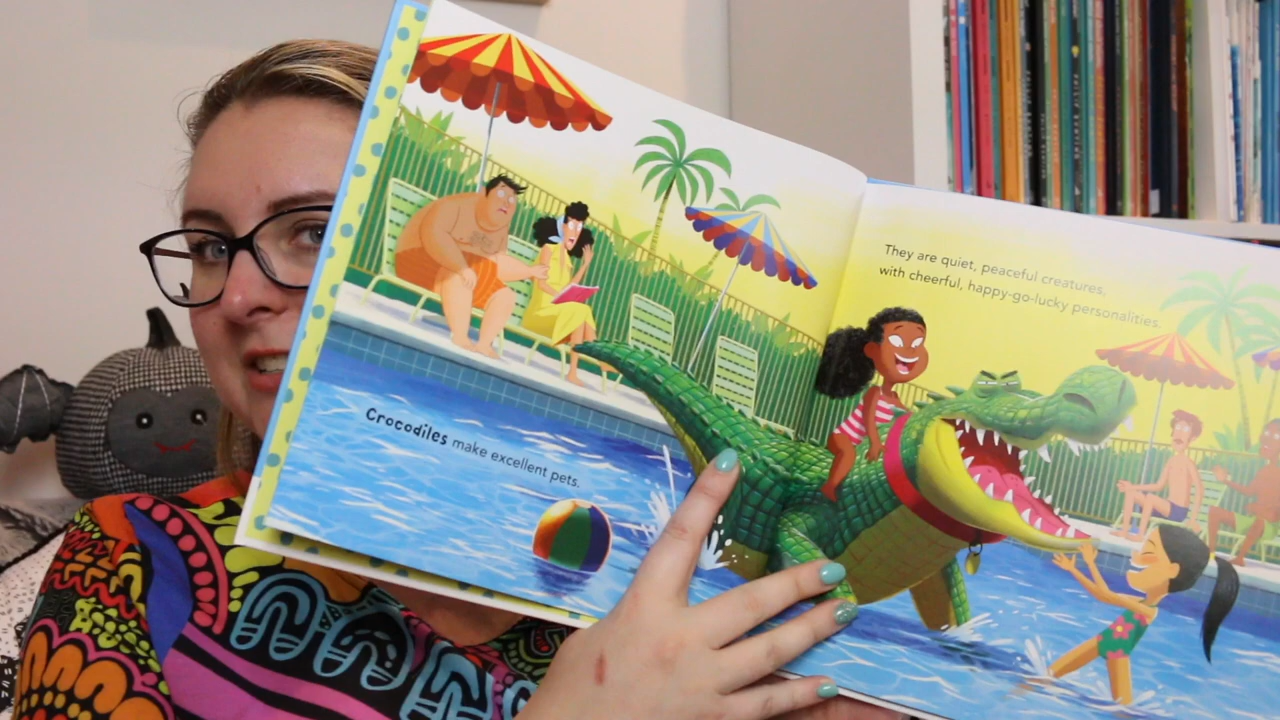 Crocodiles make excellent pets.
They are quiet, peaceful creatures,
with cheerful, happy-go-lucky personalities.